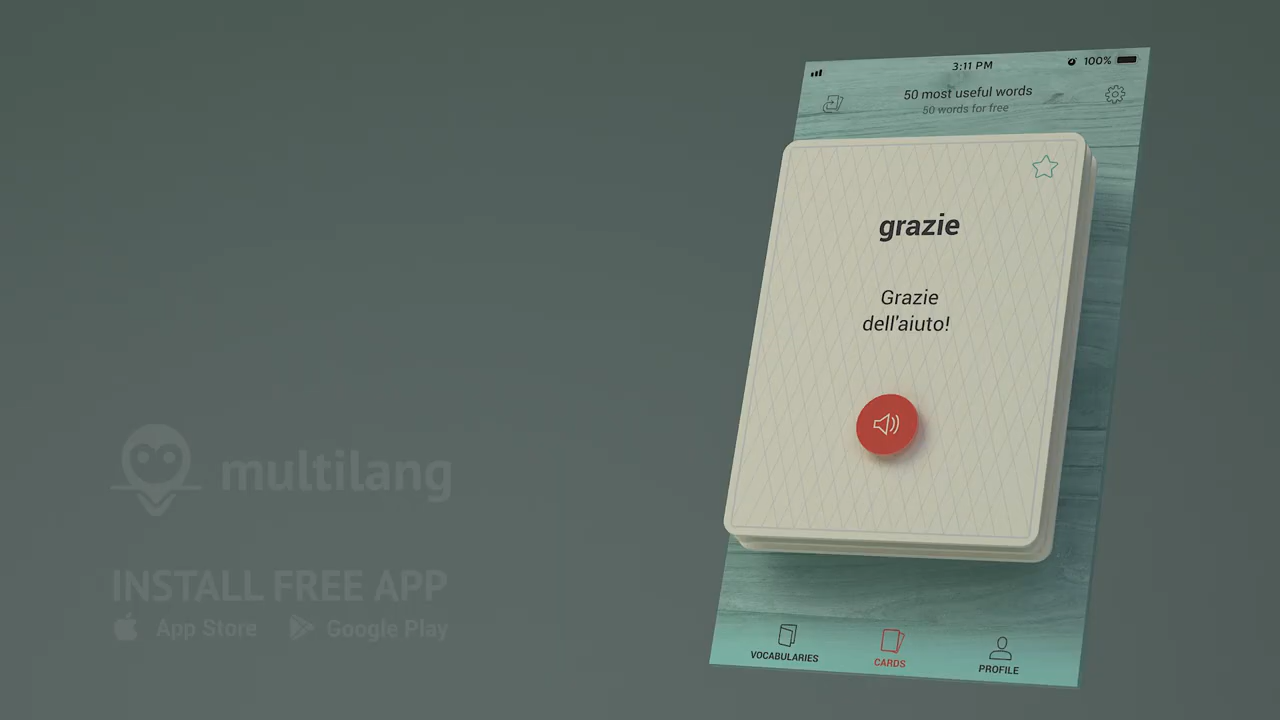 3:11 PM
100%
50 most useful words
50 words for free
grazie
Grazie
dell'aiuto!
VOCABULARIES
CARDS
PROFILE
multilang
INSTALL FREE APP
App Store
Google Play